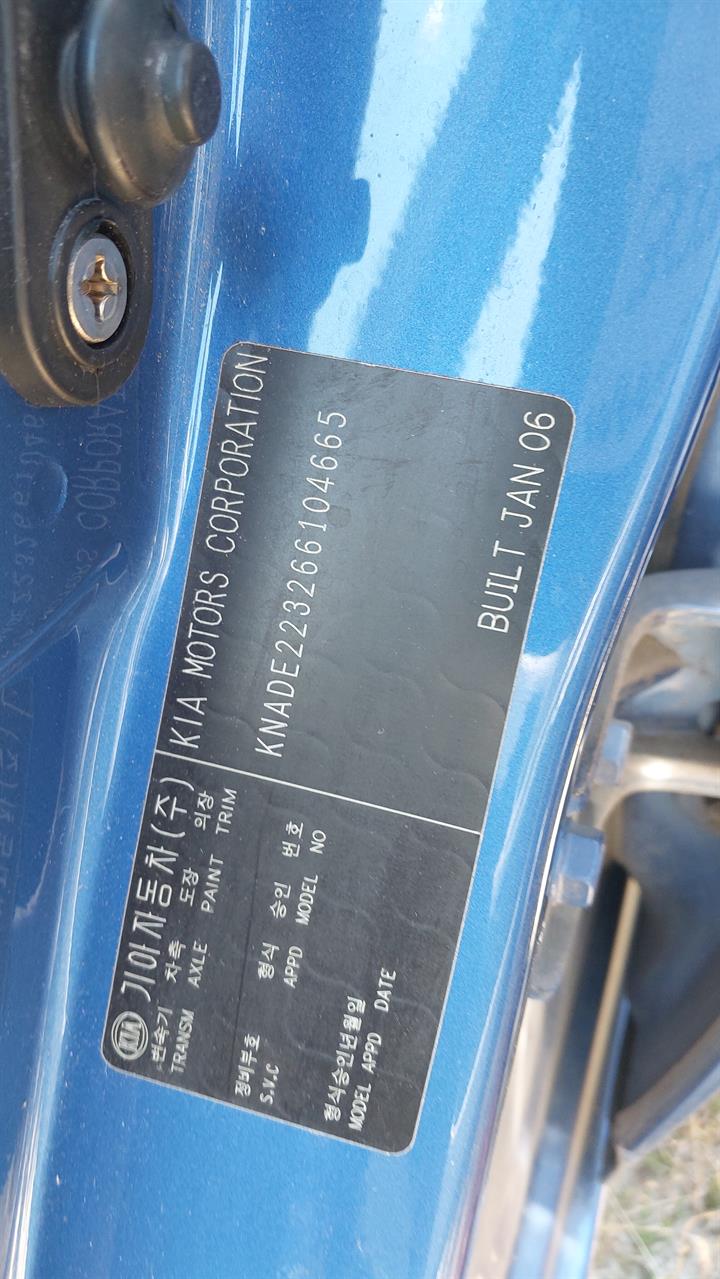 KIA 기아자동차(주) KIA MOTORS CORPORATION
변속기 차축 도장 의장
TRANSM AXLE PAINT TRIM
KNADE223266104665
정비부호 형식 승인 번호
S.V.C APPD MODEL NO
형식승인년월일
MODEL APPD DATE
BUILT JAN 06